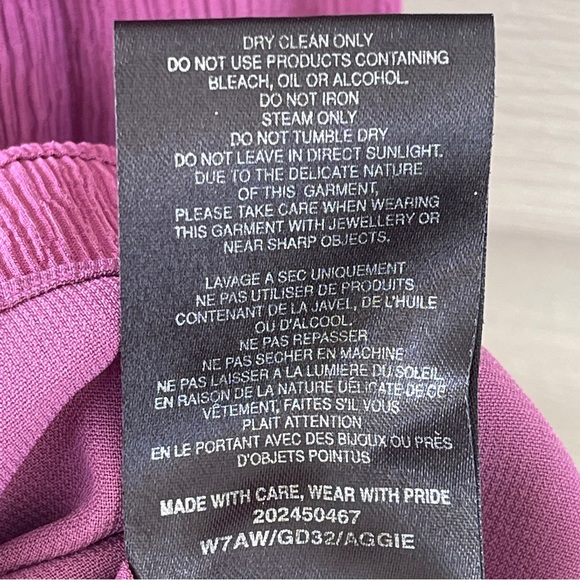 DRY CLEAN ONLY
DO NOT USE PRODUCTS CONTAINING
BLEACH, OIL OR ALCOHOL.
DO NOT IRON
STEAM ONLY
DO NOT TUMBLE DRY
DO NOT LEAVE IN DIRECT SUNLIGHT.
DUE TO THE DELICATE NATURE
OF THIS GARMENT,
PLEASE TAKE CARE WHEN WEARING
THIS GARMENT WITH JEWELLERY OR
NEAR SHARP OBJECTS.
LAVAGE A SEC UNIQUEMENT
NE PAS UTILISER DE PRODUITS
CONTENANT DE LA JAVEL, DE L'HUILE
OU D'ALCOOL.
NE PAS REPASSER
NE PAS SECHER EN MACHINE
NE PAS LAISSER A LA LUMIÈRE DU SOLEIL
EN RAISON DE LA NATURE DÉLICATE DE CE
VÊTEMENT, FAITES S'IL VOUS
PLAIT ATTENTION
EN LE PORTANT AVEC DES BIJOUX OU PRÈS
D'OBJETS POINTUS
MADE WITH CARE, WEAR WITH PRIDE
202450467
W7AW/GD32/AGGIE